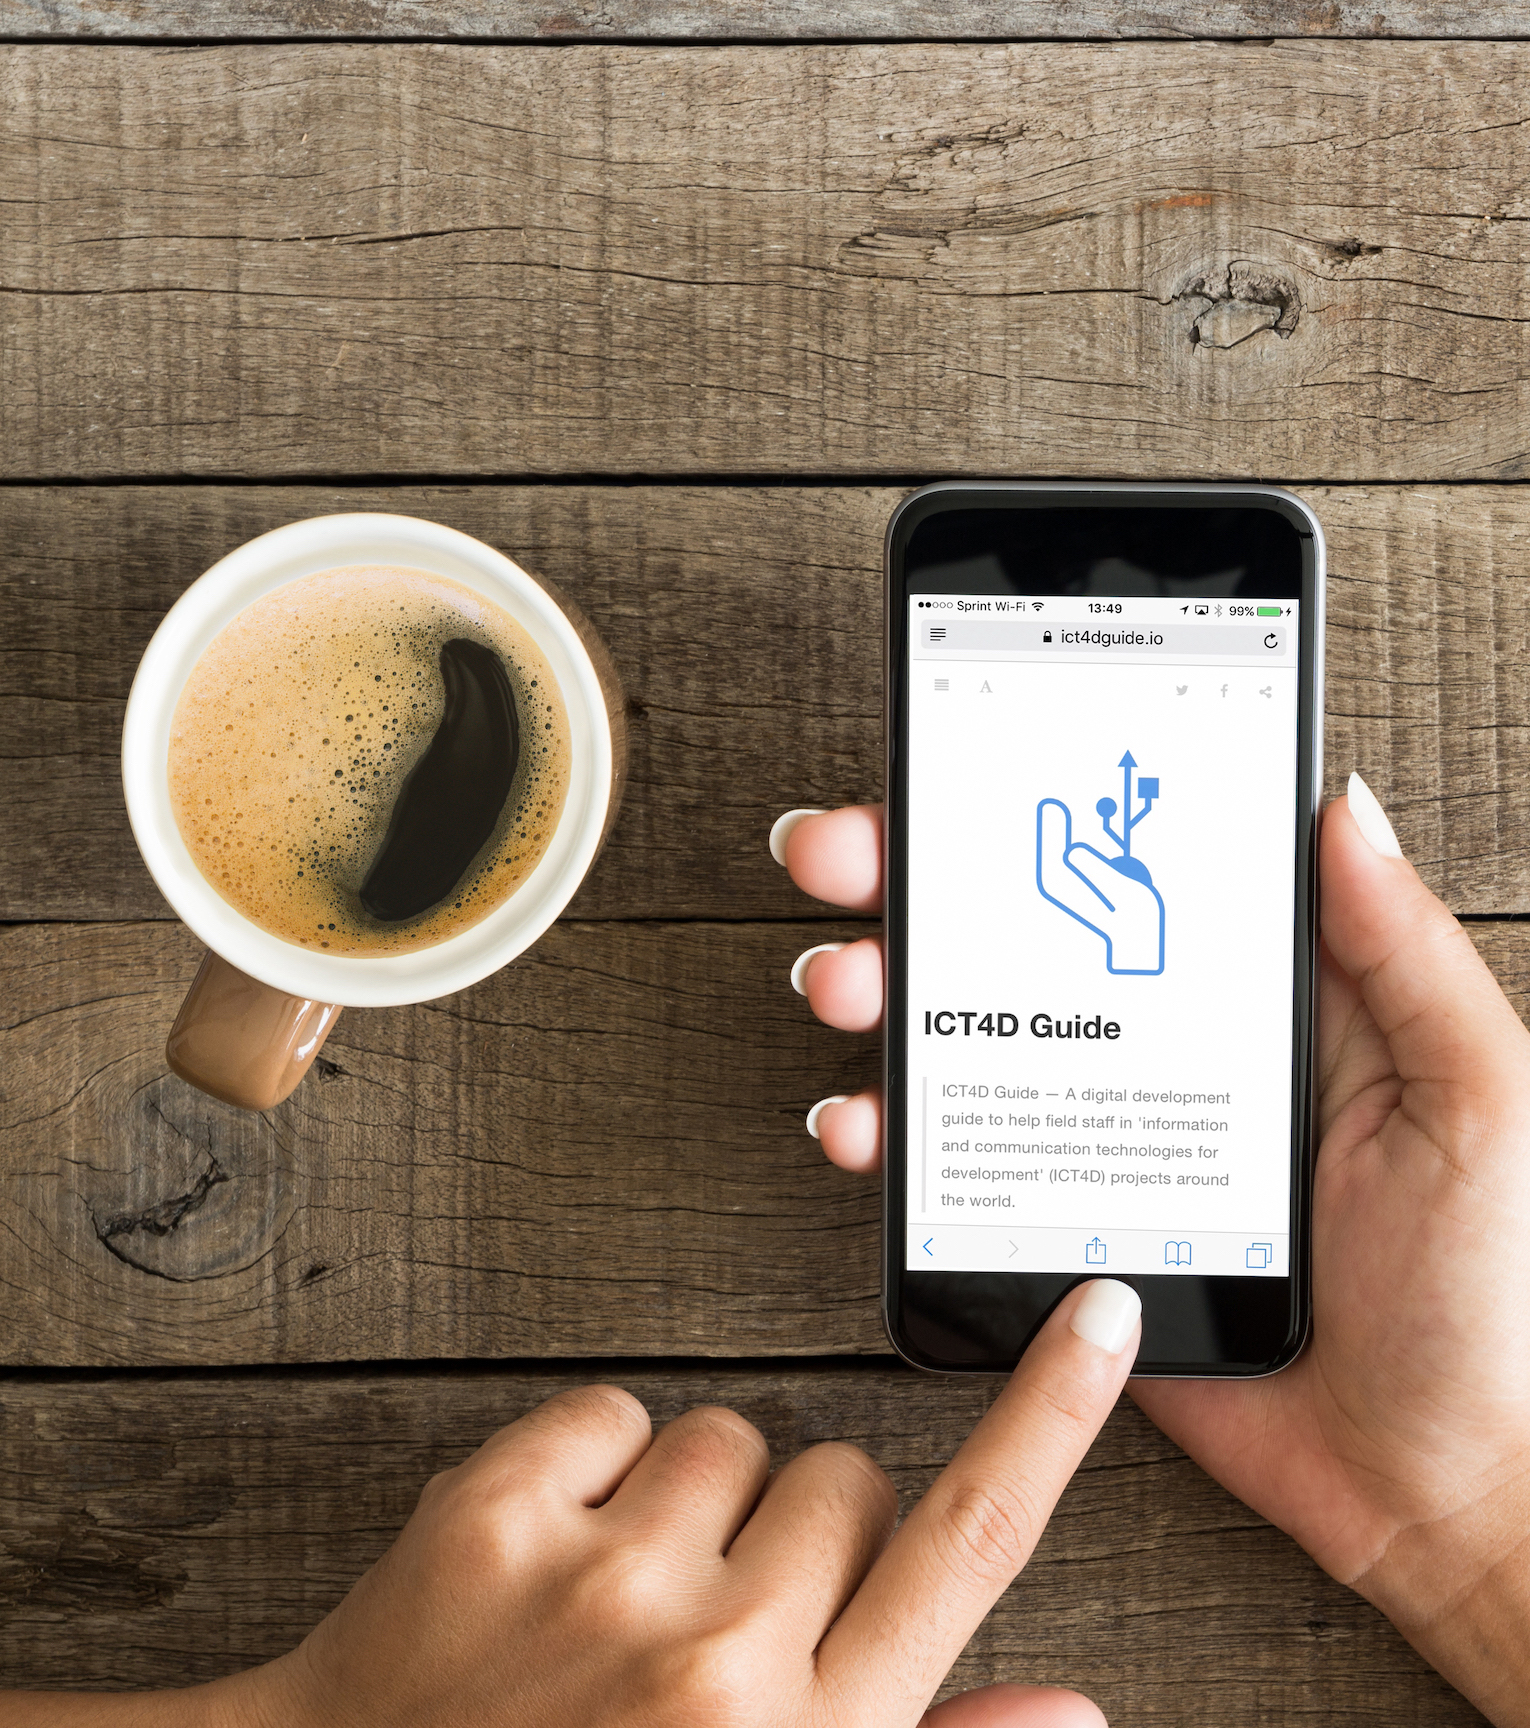 Sprint Wi-Fi 13:49 99%
ict4dguide.io
A
ICT4D Guide
ICT4D Guide — A digital development
guide to help field staff in 'information
and communication technologies for
development' (ICT4D) projects around
the world.